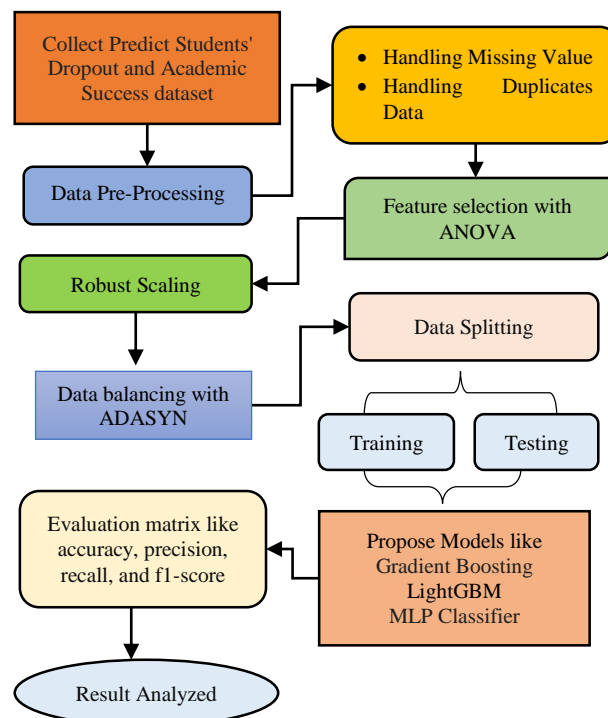 Collect Predict Students'
Dropout and Academic
Success dataset
• Handling Missing Value
• Handling Duplicates
Data
Data Pre-Processing
Feature selection with
ANOVA
Robust Scaling
Data Splitting
Data balancing with
ADASYN
Training
Testing
Propose Models like
Gradient Boosting
LightGBM
MLP Classifier
Evaluation matrix like
accuracy, precision,
recall, and f1-score
Result Analyzed